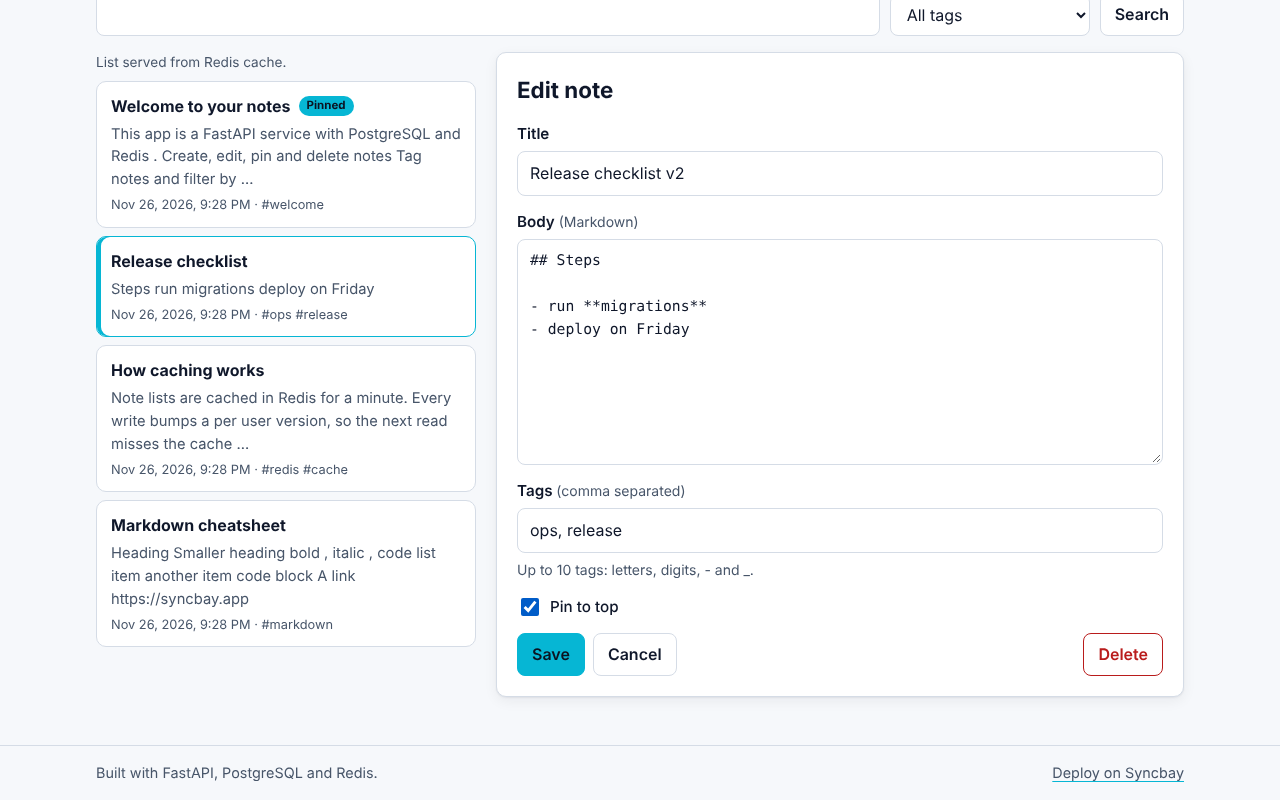 All tags
Search
List served from Redis cache.
Welcome to your notes Pinned
This app is a FastAPI service with PostgreSQL and
Redis . Create, edit, pin and delete notes Tag
notes and filter by ...
Nov 26, 2026, 9:28 PM · #welcome
Release checklist
Steps run migrations deploy on Friday
Nov 26, 2026, 9:28 PM · #ops #release
How caching works
Note lists are cached in Redis for a minute. Every
write bumps a per user version, so the next read
misses the cache ...
Nov 26, 2026, 9:28 PM · #redis #cache
Markdown cheatsheet
Heading Smaller heading bold , italic , code list
item another item code block A link
https://syncbay.app
Nov 26, 2026, 9:28 PM · #markdown
Edit note
Title
Release checklist v2
Body (Markdown)
## Steps
- run **migrations**
- deploy on Friday
Tags (comma separated)
ops, release
Up to 10 tags: letters, digits, - and _.
Pin to top
Save
Cancel
Delete
Built with FastAPI, PostgreSQL and Redis.
Deploy on Syncbay